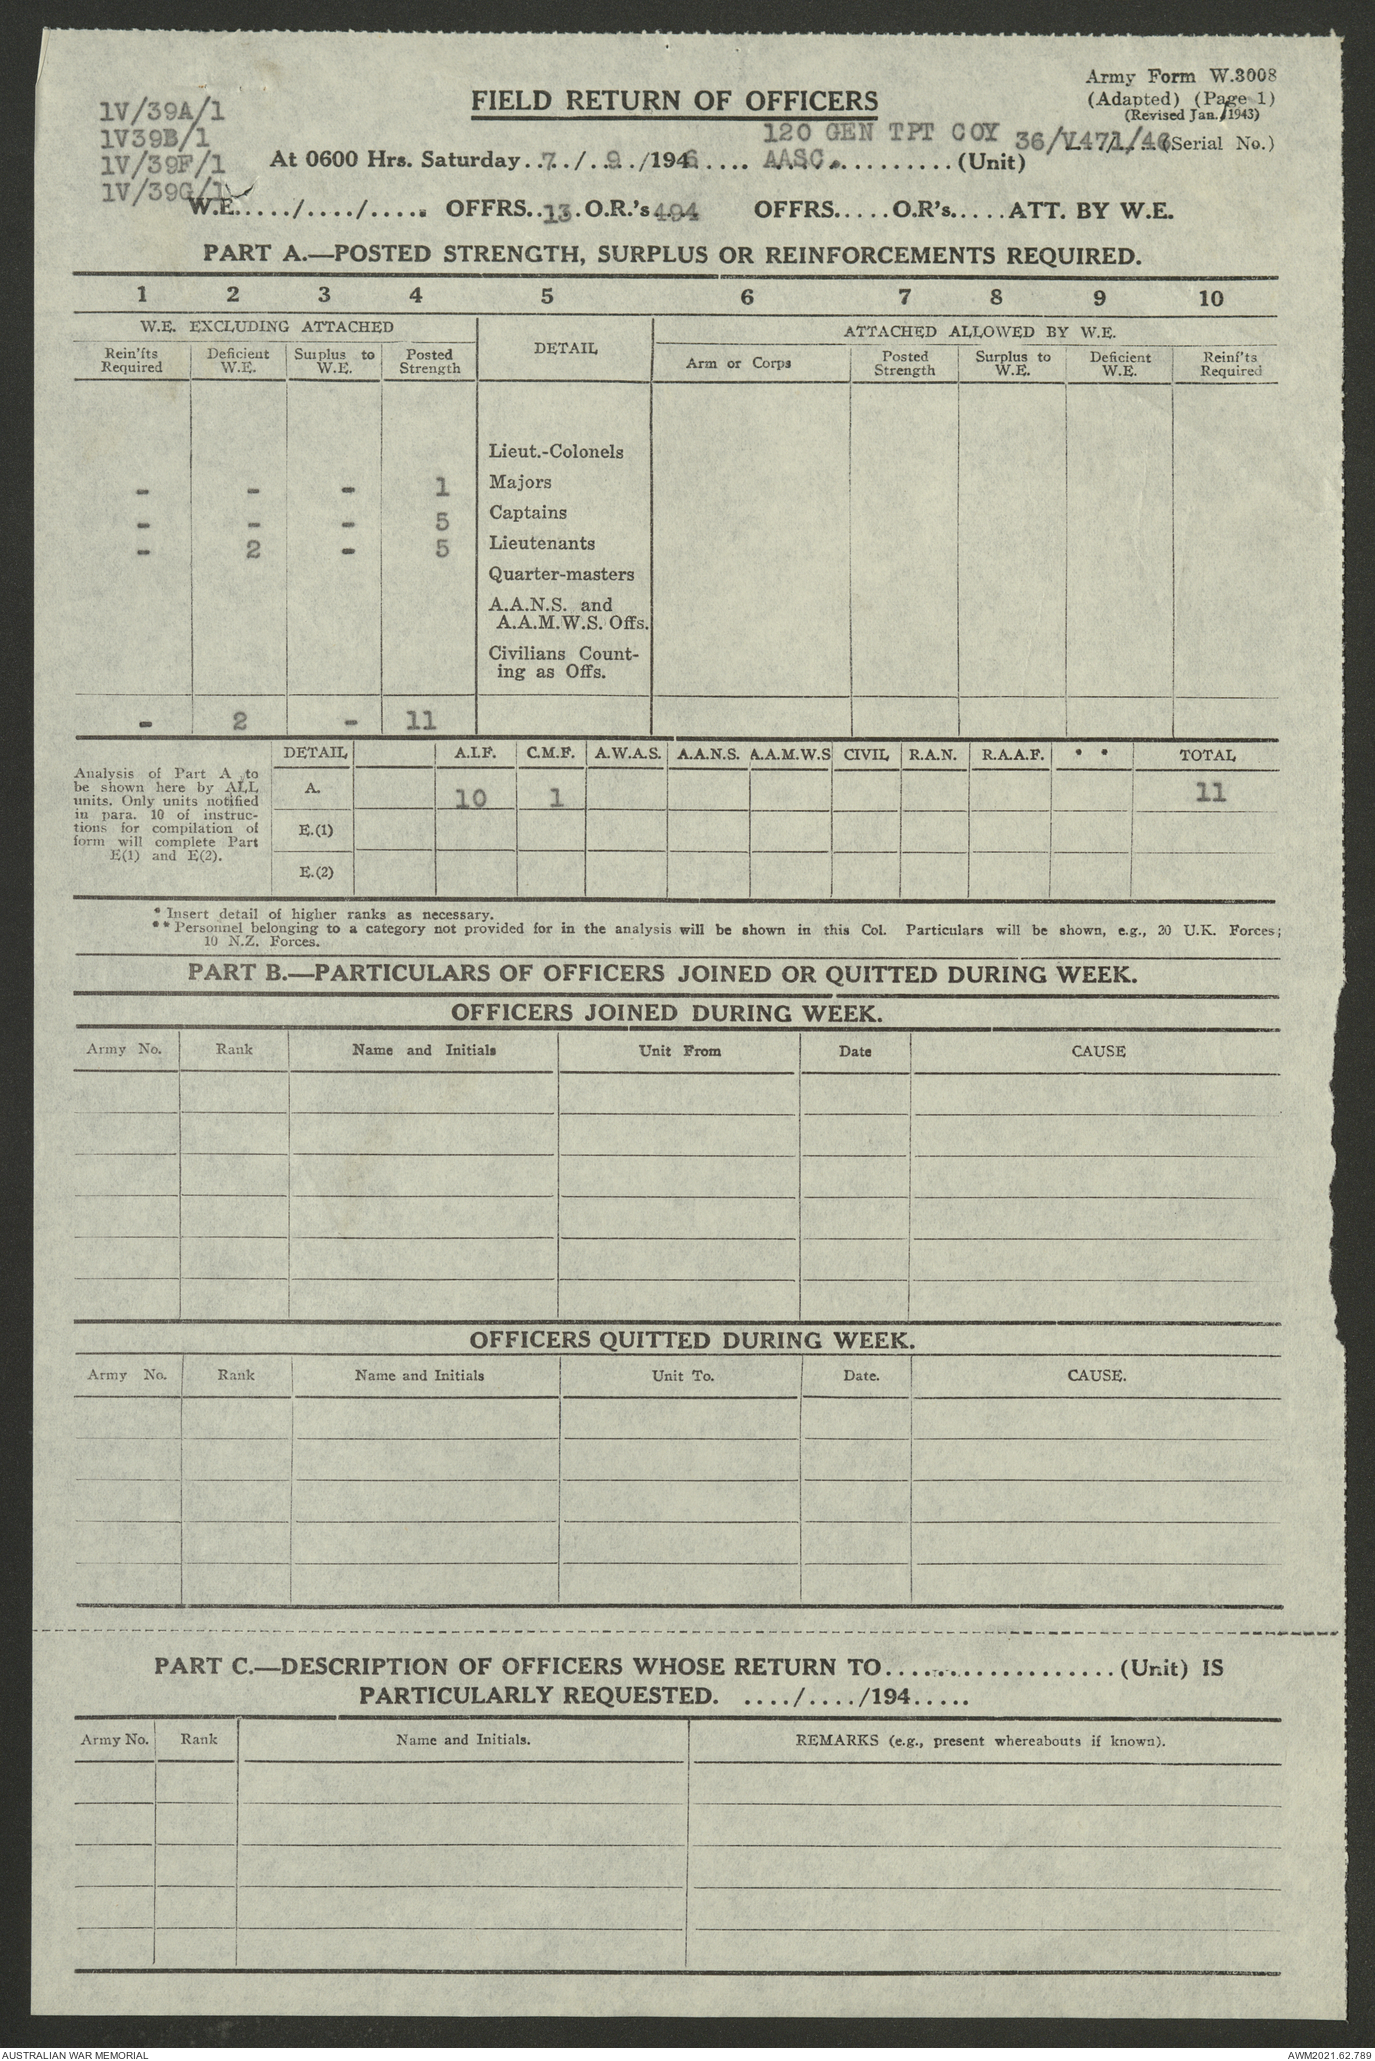 Army Form W.3008
FIELD RETURN OF OFFICERS
(Adapted) (Page 1)
(Revised Jan. 1943)
1V/39A/1
1V39B/1
1V/39F/1
1V/39G/1
120 GEN TPT COY 36/V471/46 (Serial No.)
At 0600 Hrs. Saturday..7../..9../1946.... AASC..........(Unit)
W.E...../..../..... OFFRS..13.O.R.'s 494 OFFRS.....O.R's.....ATT. BY W.E.
PART A.—POSTED STRENGTH, SURPLUS OR REINFORCEMENTS REQUIRED.
1 2 3 4 5 6 7 8 9 10
W.E. EXCLUDING ATTACHED DETAIL ATTACHED ALLOWED BY W.E.
Rein'fts Required Deficient W.E. Surplus to W.E. Posted Strength Arm or Corps Posted Strength Surplus to W.E. Deficient W.E. Reinf'ts Required
Lieut.-Colonels
- - - 1 Majors
- - - 5 Captains
- 2 - 5 Lieutenants
Quarter-masters
A.A.N.S. and
A.A.M.W.S. Offs.
Civilians Count-
ing as Offs.
- 2 - 11
DETAIL A.I.F. C.M.F. A.W.A.S. A.A.N.S. A.A.M.W.S CIVIL R.A.N. R.A.A.F. * * TOTAL
Analysis of Part A to
be shown here by ALL
units. Only units notified
in para. 10 of instruc-
tions for compilation of
form will complete Part
E(1) and E(2).
A. 10 1 11
E.(1)
E.(2)
* Insert detail of higher ranks as necessary.
** Personnel belonging to a category not provided for in the analysis will be shown in this Col. Particulars will be shown, e.g., 20 U.K. Forces;
10 N.Z. Forces.
PART B.—PARTICULARS OF OFFICERS JOINED OR QUITTED DURING WEEK.
OFFICERS JOINED DURING WEEK.
Army No. Rank Name and Initials Unit From Date CAUSE
OFFICERS QUITTED DURING WEEK.
Army No. Rank Name and Initials Unit To. Date. CAUSE.
PART C.—DESCRIPTION OF OFFICERS WHOSE RETURN TO....................(Unit) IS
PARTICULARLY REQUESTED. ..../..../194.....
Army No. Rank Name and Initials. REMARKS (e.g., present whereabouts if known).
AUSTRALIAN WAR MEMORIAL
AWM2021.62.789